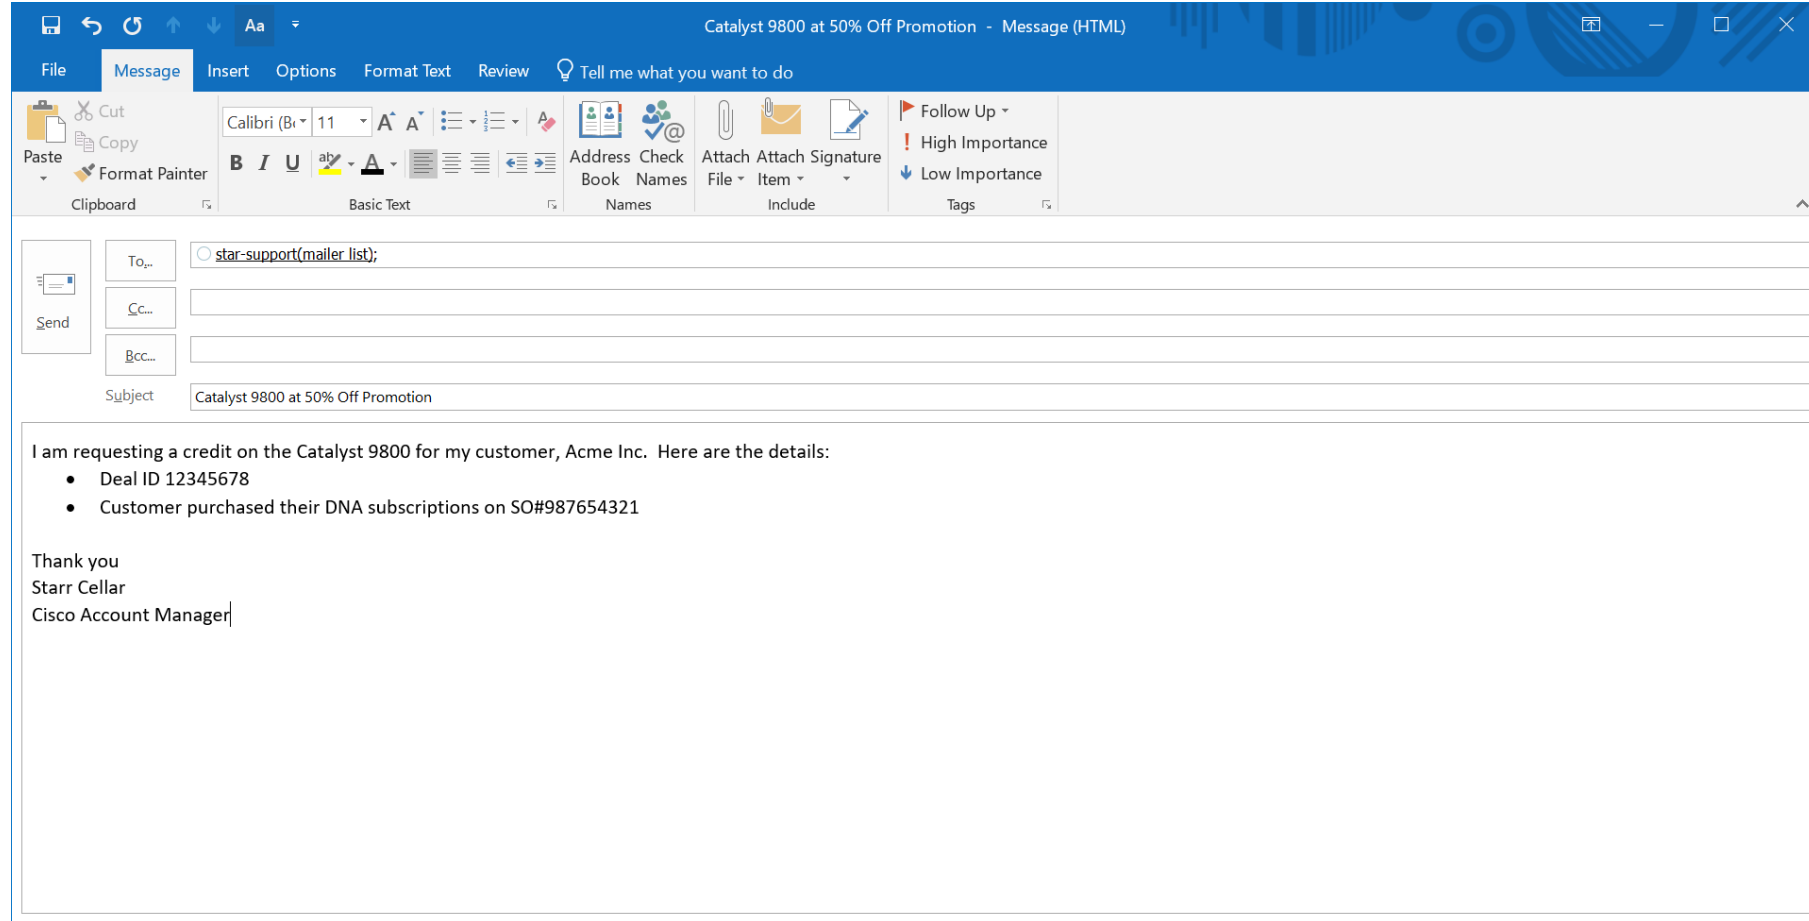 Aa
Catalyst 9800 at 50% Off Promotion - Message (HTML)
File Message Insert Options Format Text Review Tell me what you want to do
Paste
Cut
Copy
Format Painter
Clipboard
Calibri (Bo 11
A A
B I U ab A
Basic Text
Address Book
Check Names
Names
Attach File
Attach Item
Signature
Include
Follow Up
High Importance
Low Importance
Tags
Send
To... star-support(mailer list);
Cc...
Bcc...
Subject Catalyst 9800 at 50% Off Promotion
I am requesting a credit on the Catalyst 9800 for my customer, Acme Inc.  Here are the details:
• Deal ID 12345678
• Customer purchased their DNA subscriptions on SO#987654321
Thank you
Starr Cellar
Cisco Account Manager